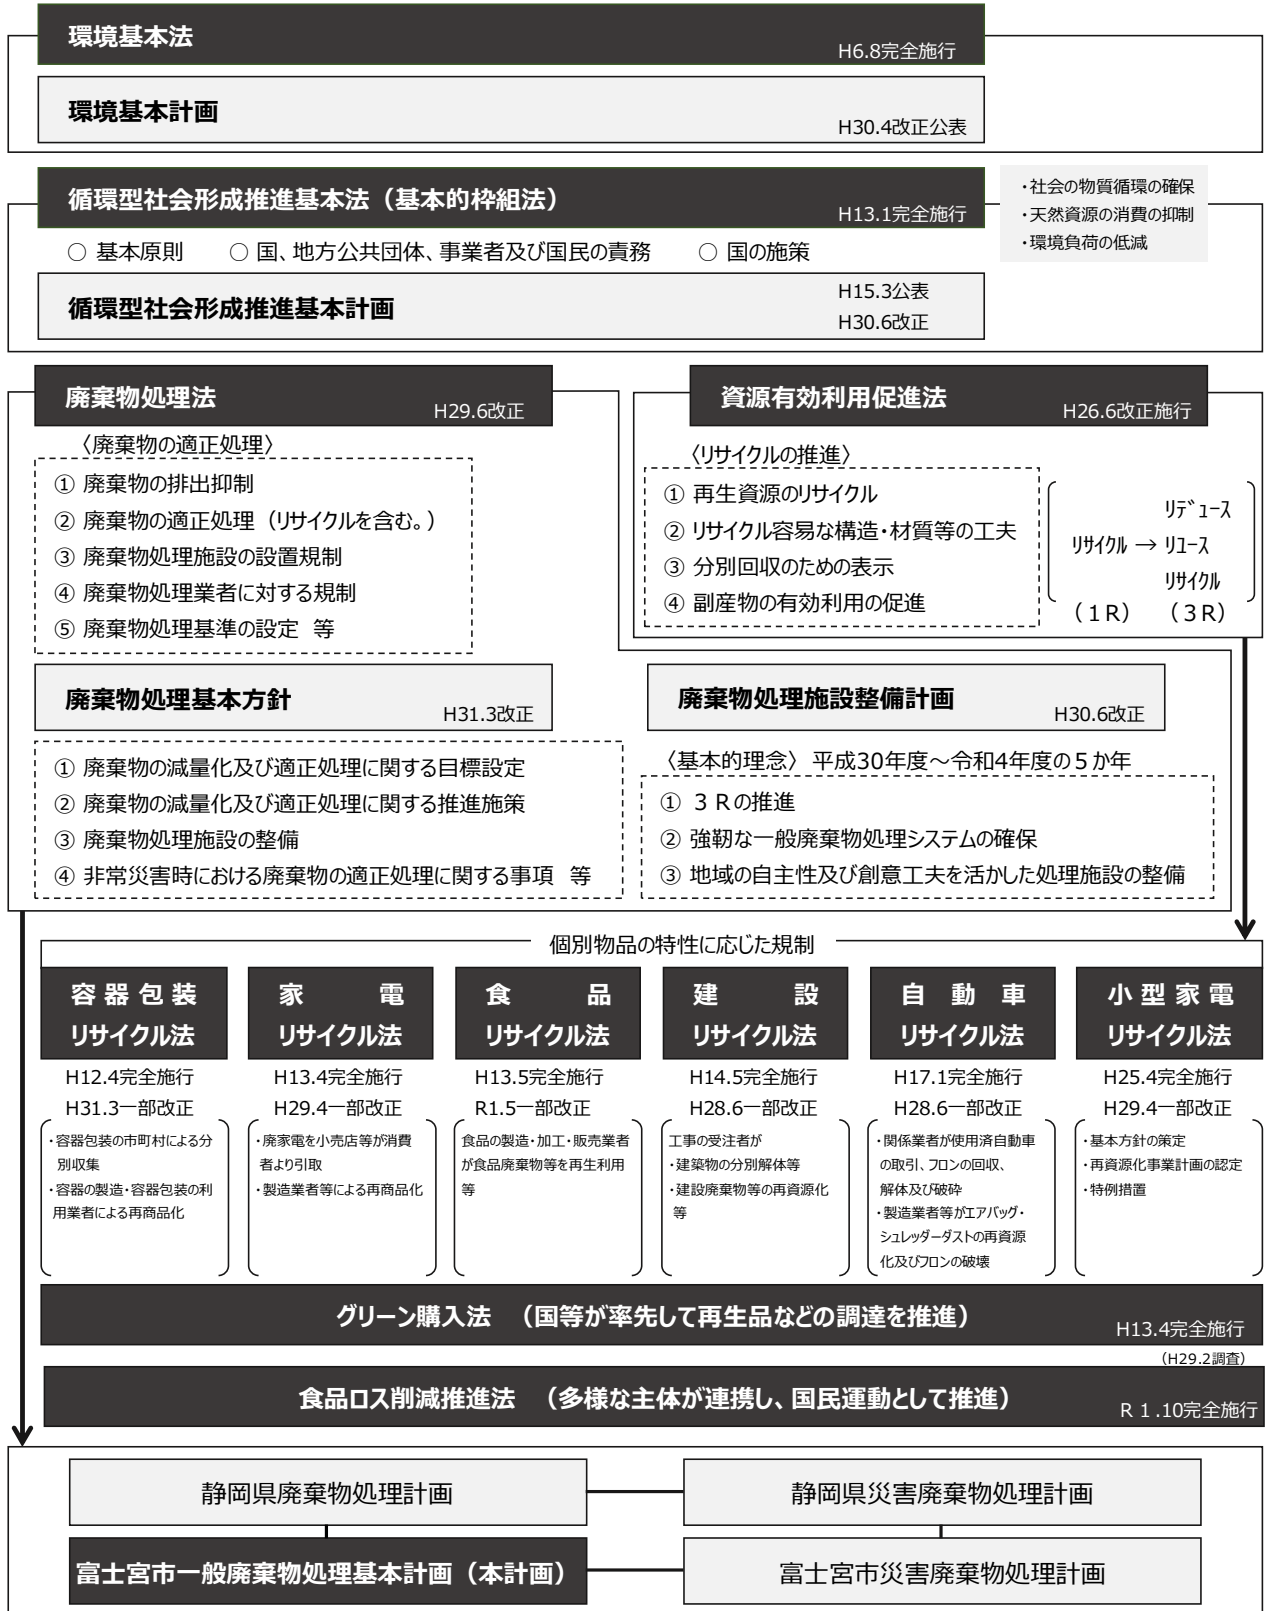 環境基本法
H6.8完全施行
環境基本計画
H30.4改正公表
循環型社会形成推進基本法（基本的枠組法）
H13.1完全施行
・社会の物質循環の確保
・天然資源の消費の抑制
・環境負荷の低減
○ 基本原則　○ 国、地方公共団体、事業者及び国民の責務　○ 国の施策
循環型社会形成推進基本計画
H15.3公表
H30.6改正
廃棄物処理法
H29.6改正
〈廃棄物の適正処理〉
① 廃棄物の排出抑制
② 廃棄物の適正処理（リサイクルを含む。）
③ 廃棄物処理施設の設置規制
④ 廃棄物処理業者に対する規制
⑤ 廃棄物処理基準の設定 等
資源有効利用促進法
H26.6改正施行
〈リサイクルの推進〉
① 再生資源のリサイクル
② リサイクル容易な構造・材質等の工夫
③ 分別回収のための表示
④ 副産物の有効利用の促進
リデュース
リサイクル → リユース
リサイクル
（１R）　（３R）
廃棄物処理基本方針
H31.3改正
① 廃棄物の減量化及び適正処理に関する目標設定
② 廃棄物の減量化及び適正処理に関する推進施策
③ 廃棄物処理施設の整備
④ 非常災害時における廃棄物の適正処理に関する事項 等
廃棄物処理施設整備計画
H30.6改正
〈基本的理念〉平成30年度～令和4年度の５か年
① ３Ｒの推進
② 強靭な一般廃棄物処理システムの確保
③ 地域の自主性及び創意工夫を活かした処理施設の整備
個別物品の特性に応じた規制
容器包装
リサイクル法
H12.4完全施行
H31.3一部改正
・容器包装の市町村による分
別収集
・容器の製造・容器包装の利
用業者による再商品化
家電
リサイクル法
H13.4完全施行
H29.4一部改正
・廃家電を小売店等が消費
者より引取
・製造業者等による再商品化
食品
リサイクル法
H13.5完全施行
R1.5一部改正
食品の製造・加工・販売業者
が食品廃棄物等を再生利用
等
建設
リサイクル法
H14.5完全施行
H28.6一部改正
工事の受注者が
・建築物の分別解体等
・建設廃棄物等の再資源化
等
自動車
リサイクル法
H17.1完全施行
H28.6一部改正
・関係業者が使用済自動車
の取引、フロンの回収、
解体及び破砕
・製造業者等がエアバッグ・
シュレッダーダストの再資源
化及びフロンの破壊
小型家電
リサイクル法
H25.4完全施行
H29.4一部改正
・基本方針の策定
・再資源化事業計画の認定
・特例措置
グリーン購入法　（国等が率先して再生品などの調達を推進）
H13.4完全施行
（H29.2調査）
食品ロス削減推進法　（多様な主体が連携し、国民運動として推進）
R １.10完全施行
静岡県廃棄物処理計画
静岡県災害廃棄物処理計画
富士宮市一般廃棄物処理基本計画（本計画）
富士宮市災害廃棄物処理計画